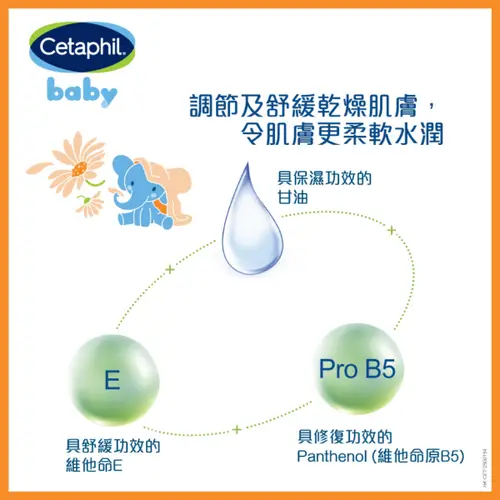 Cetaphil®
baby
調節及舒緩乾燥肌膚，
令肌膚更柔軟水潤
具保濕功效的
甘油
E
Pro B5
具舒緩功效的
維他命E
具修復功效的
Panthenol (維他命原B5)